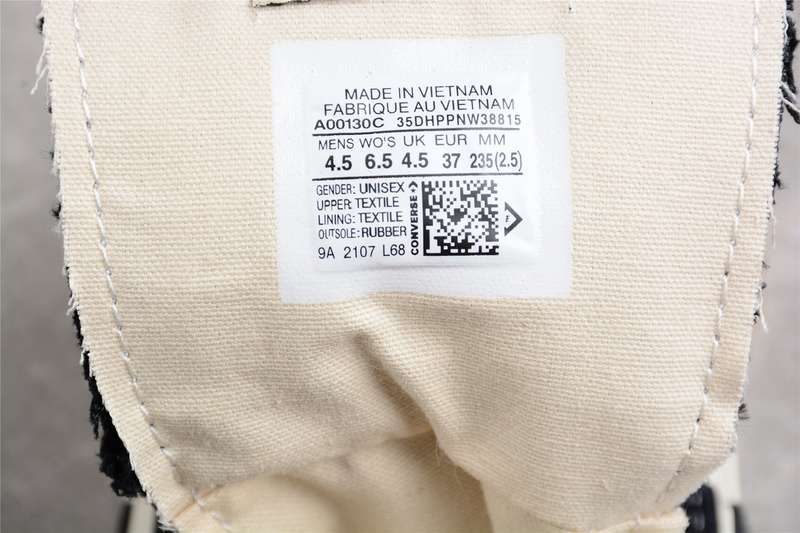 MADE IN VIETNAM
FABRIQUE AU VIETNAM
A00130C 35DHPPNW38815
MENS WO'S UK EUR MM
4.5 6.5 4.5 37 235(2.5)
GENDER: UNISEX
UPPER: TEXTILE
LINING: TEXTILE
OUTSOLE: RUBBER
9A 2107 L68
CONVERSE
F